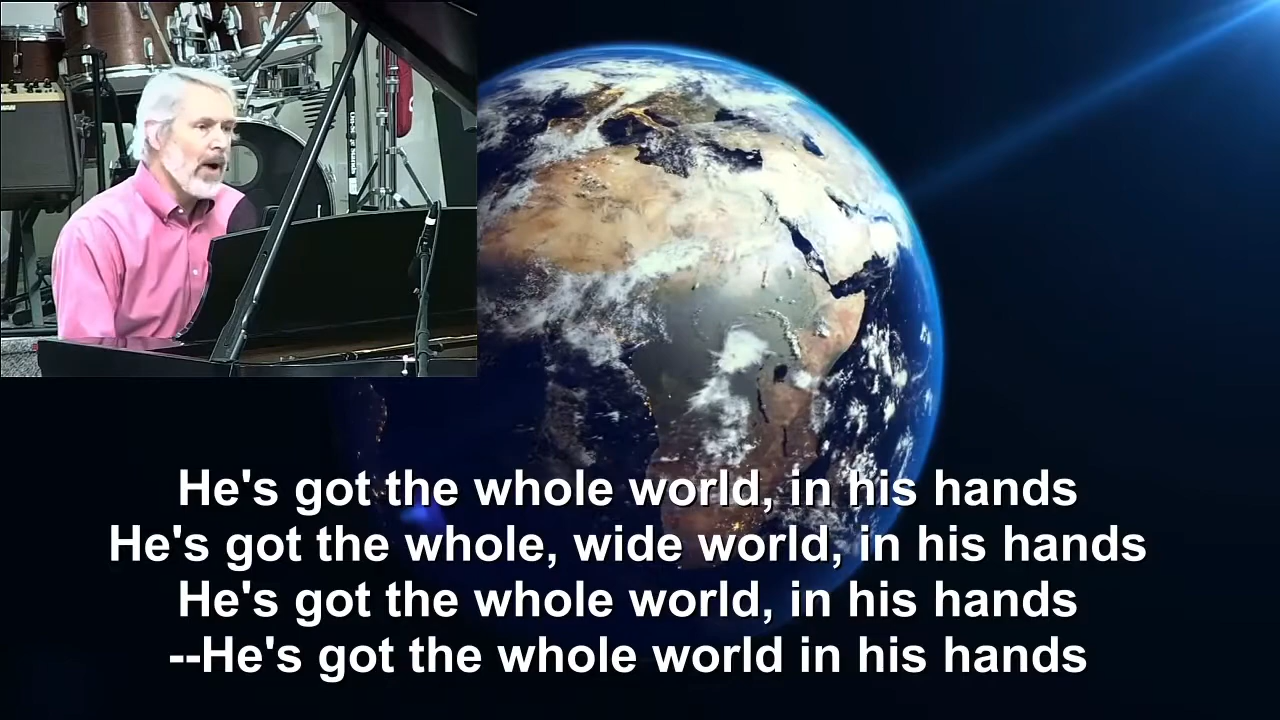 He's got the whole world, in his hands
He's got the whole, wide world, in his hands
He's got the whole world, in his hands
--He's got the whole world in his hands